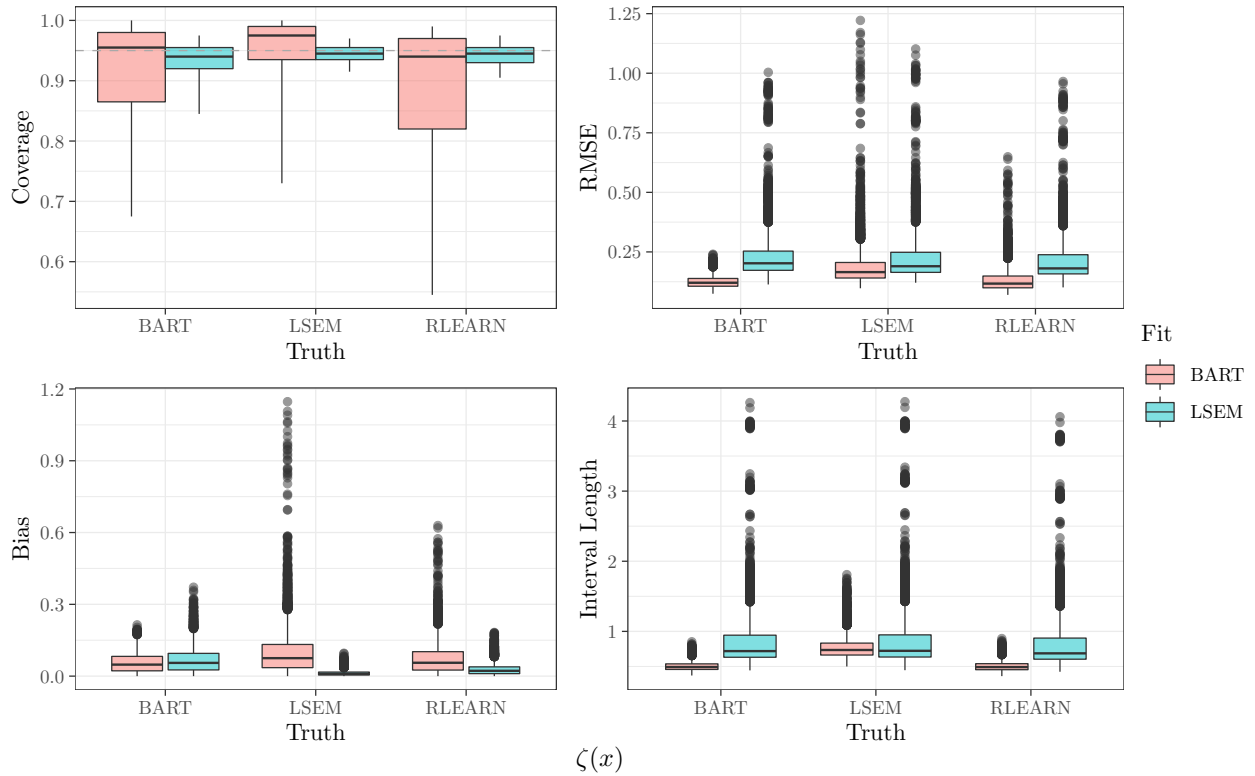 1.0
0.9
0.8
0.7
0.6
Coverage
BART
LSEM
RLEARN
Truth
1.25
1.00
0.75
0.50
0.25
RMSE
BART
LSEM
RLEARN
Truth
1.2
0.9
0.6
0.3
0.0
Bias
BART
LSEM
RLEARN
Truth
4
3
2
1
Interval Length
BART
LSEM
RLEARN
Truth
Fit
BART
LSEM
ζ(x)